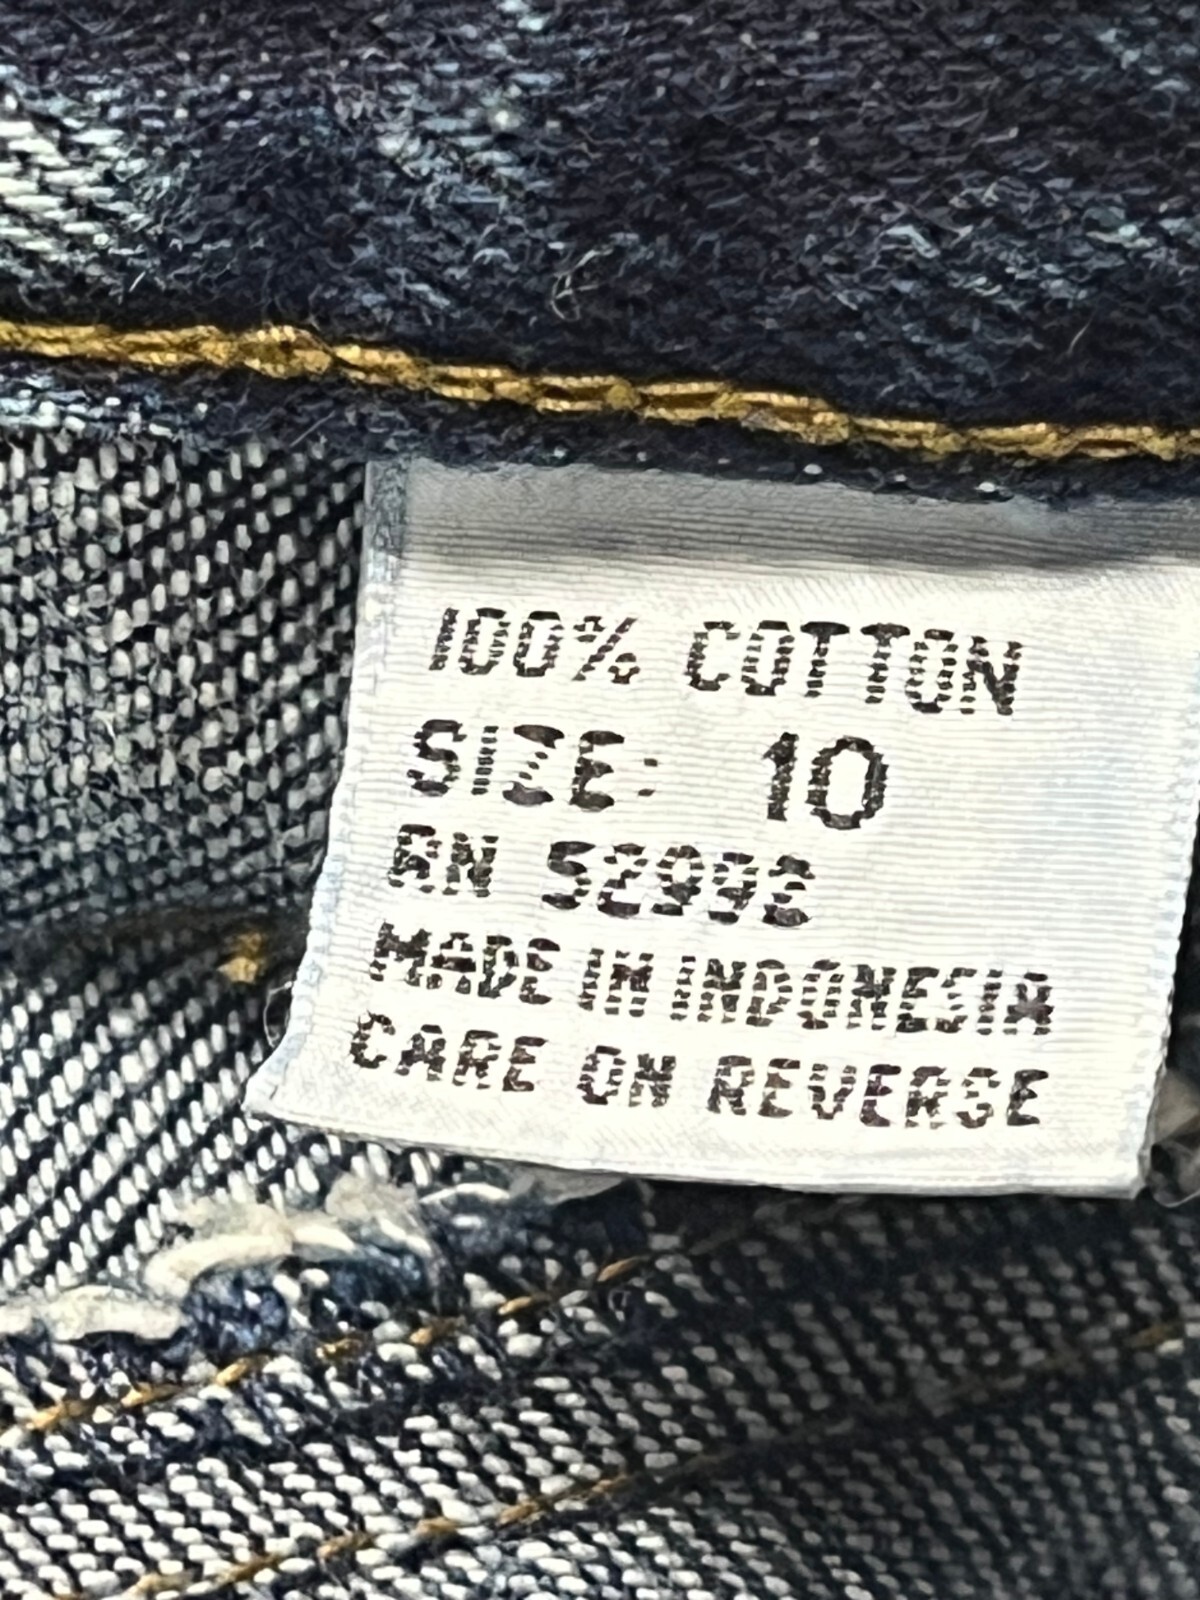 100% COTTON
SIZE: 10
RN 52992
MADE IN INDONESIA
CARE ON REVERSE